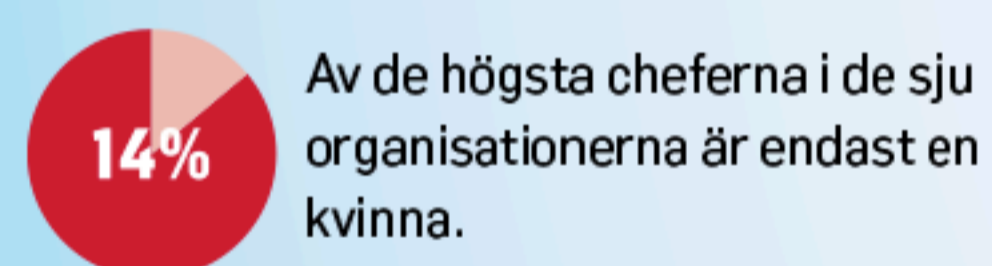 14%
Av de högsta cheferna i de sju
organisationerna är endast en
kvinna.